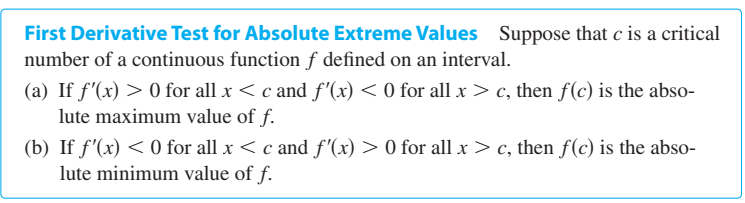 First Derivative Test for Absolute Extreme Values Suppose that c is a critical
number of a continuous function f defined on an interval.
(a) If f′(x) > 0 for all x < c and f′(x) < 0 for all x > c, then f(c) is the abso-
lute maximum value of f.
(b) If f′(x) < 0 for all x < c and f′(x) > 0 for all x > c, then f(c) is the abso-
lute minimum value of f.